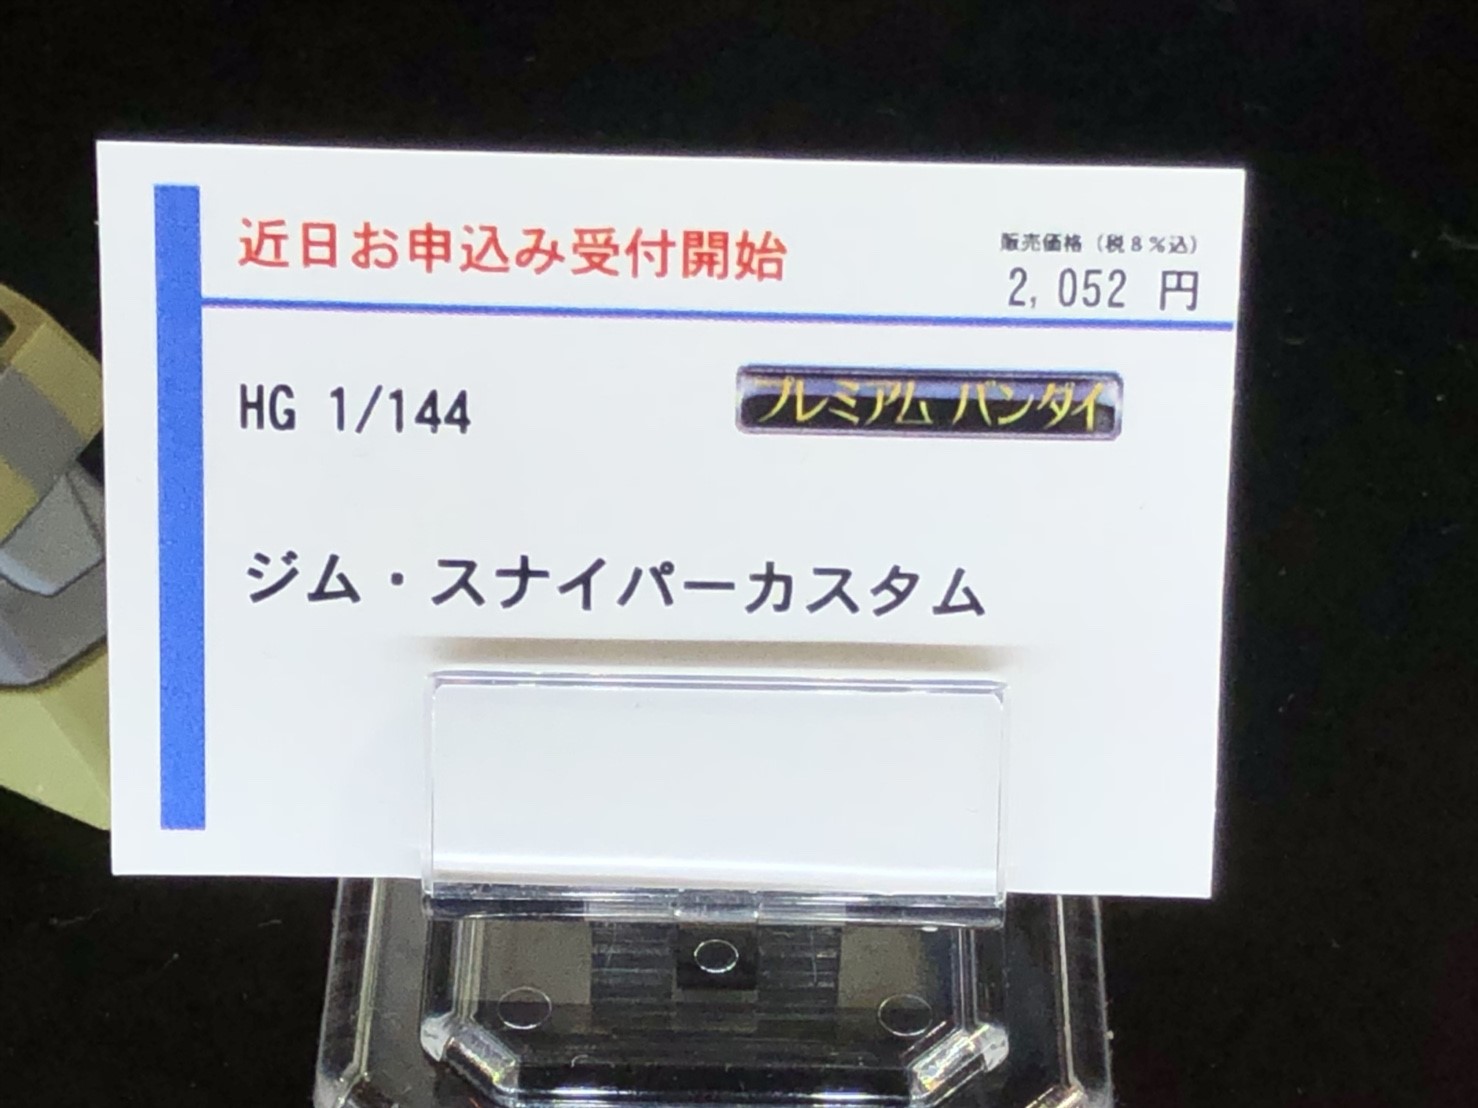 近日お申込み受付開始
販売価格（税８％込）
2,052 円
HG 1/144
プレミアム バンダイ
ジム・スナイパーカスタム